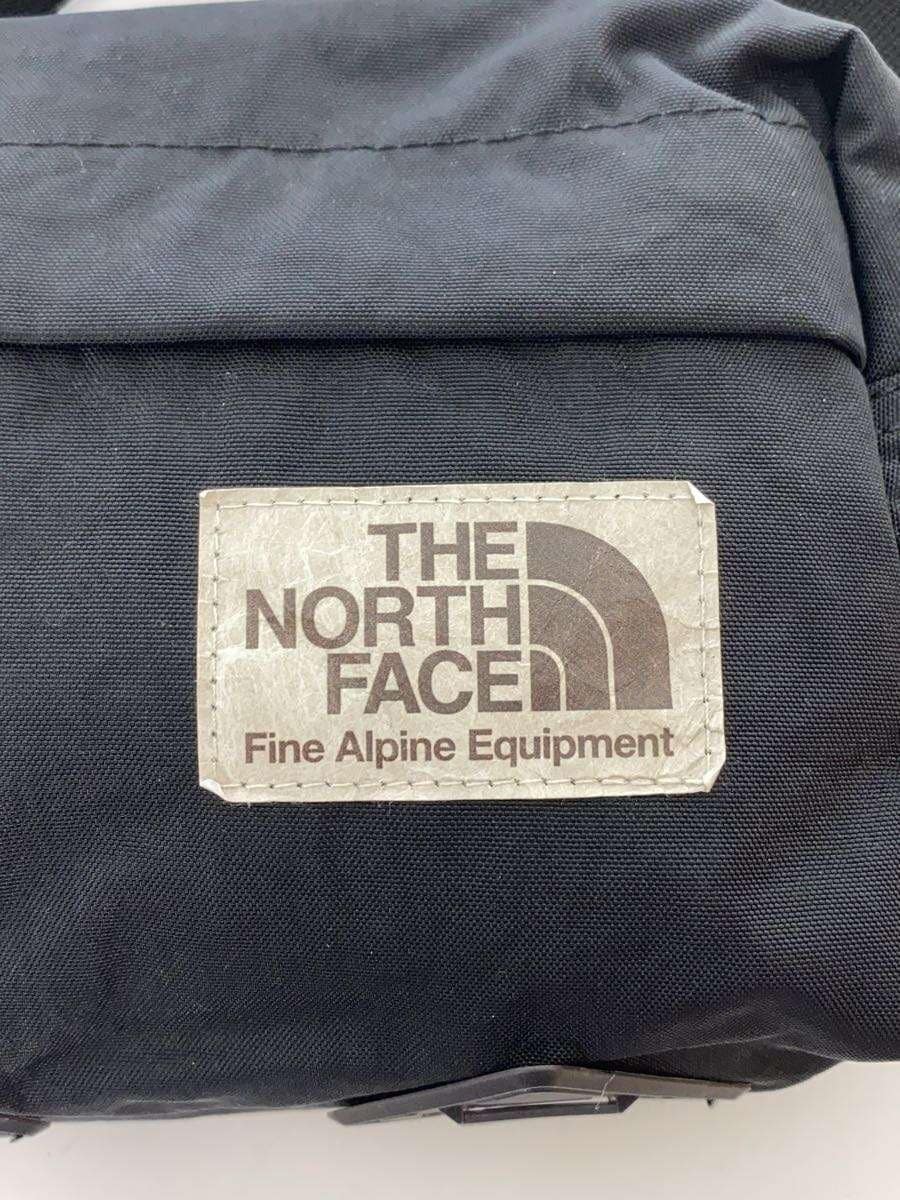 THE
NORTH
FACE
Fine Alpine Equipment